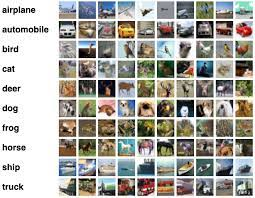 airplane
automobile
bird
cat
deer
dog
frog
horse
ship
truck